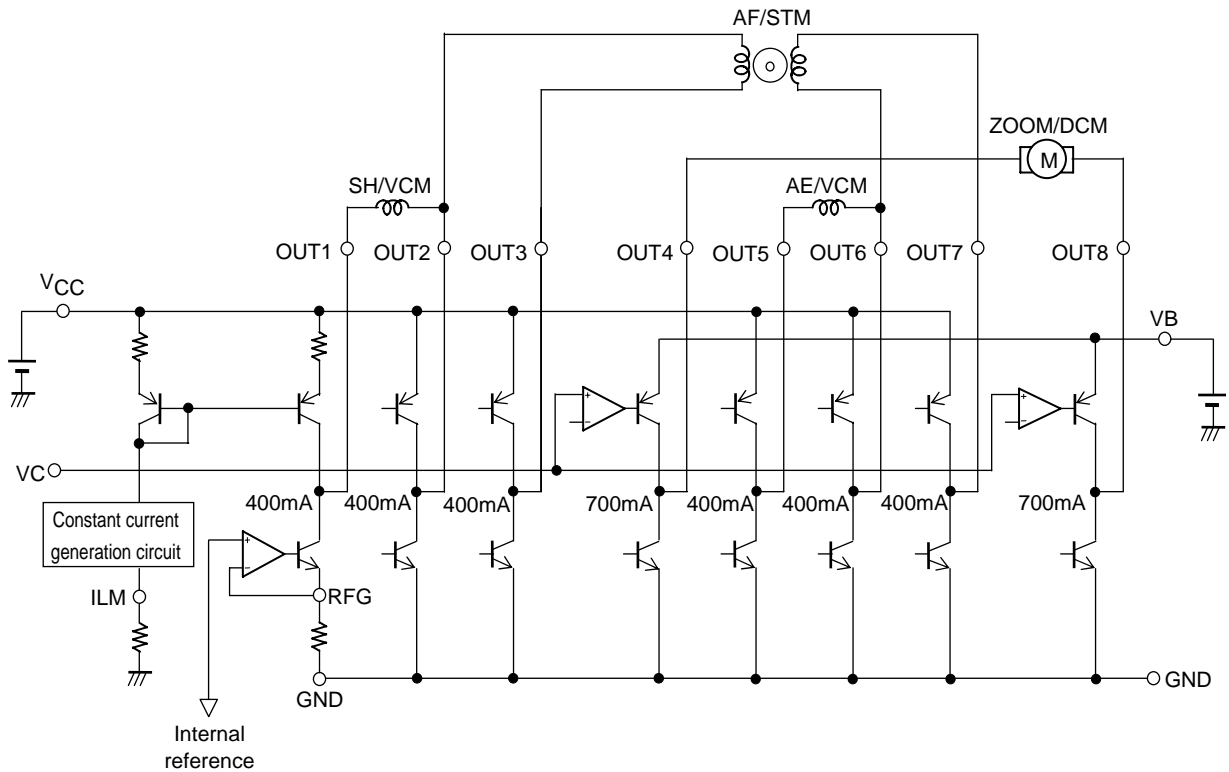 AF/STM
ZOOM/DCM
M
SH/VCM
AE/VCM
OUT1
OUT2
OUT3
OUT4
OUT5
OUT6
OUT7
OUT8
VCC
VB
+
−
+
−
VC
400mA
400mA
400mA
700mA
400mA
400mA
400mA
700mA
Constant current
generation circuit
+
−
ILM
RFG
GND
GND
Internal
reference